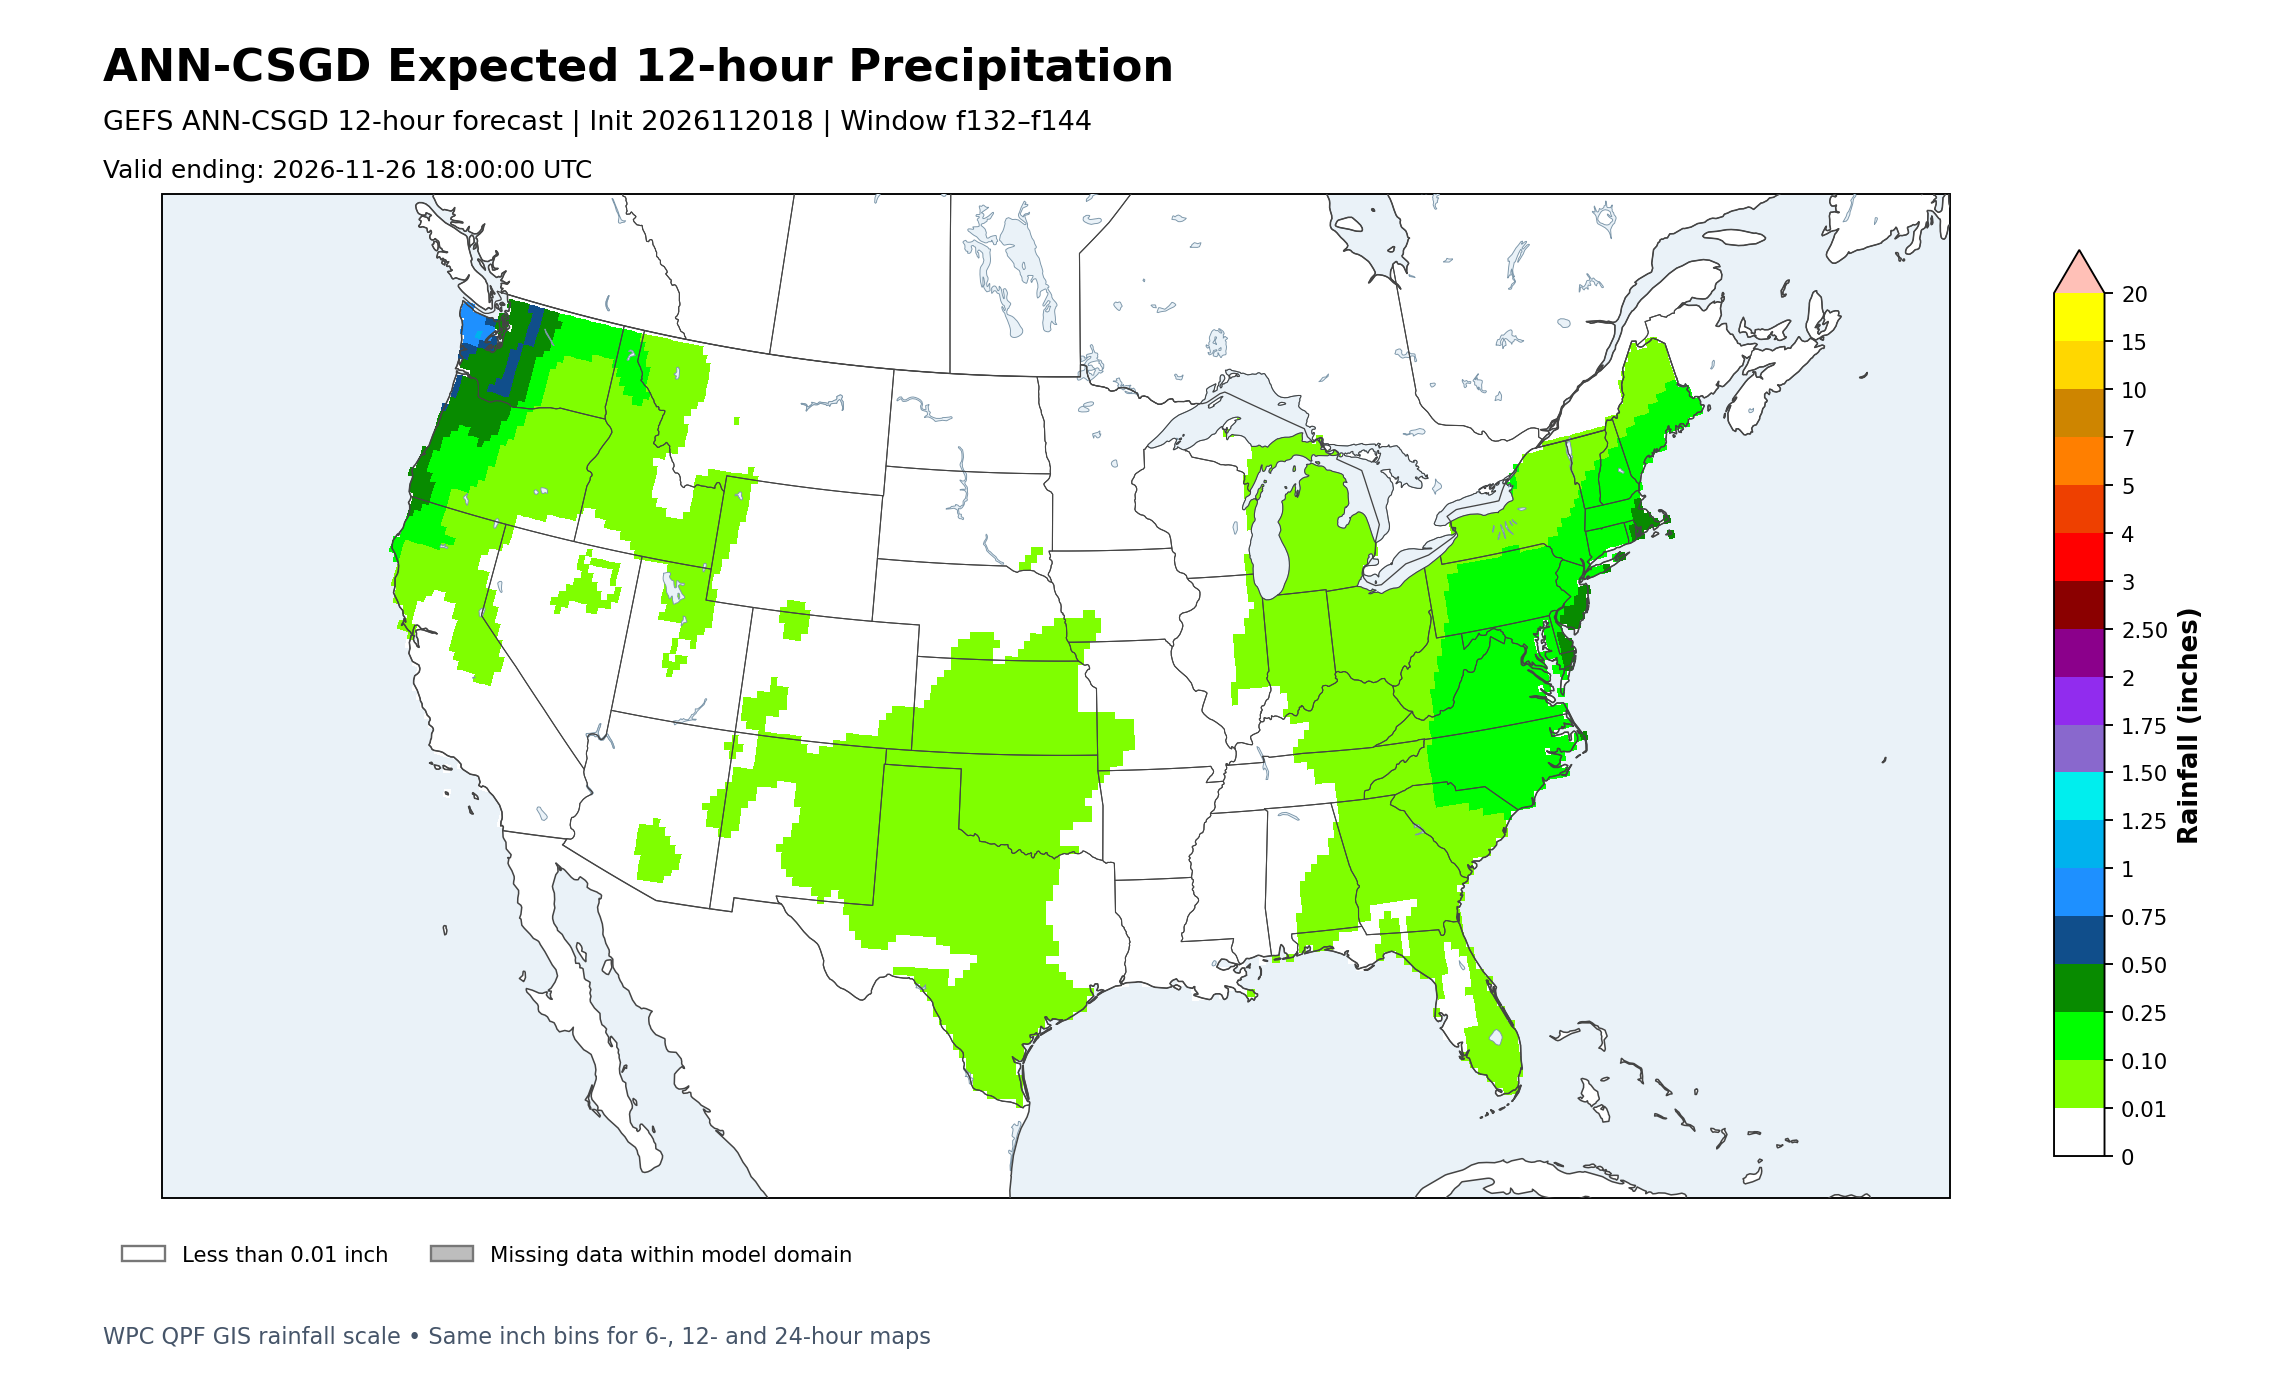 ANN-CSGD Expected 12-hour Precipitation
GEFS ANN-CSGD 12-hour forecast | Init 2026112018 | Window f132–f144
Valid ending: 2026-11-26 18:00:00 UTC
20
15
10
7
5
4
3
2.50
2
1.75
1.50
1.25
1
0.75
0.50
0.25
0.10
0.01
0
Rainfall (inches)
Less than 0.01 inch
Missing data within model domain
WPC QPF GIS rainfall scale • Same inch bins for 6-, 12- and 24-hour maps